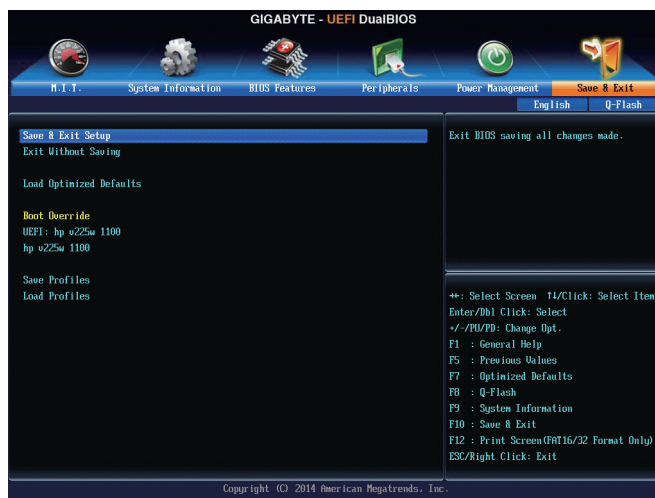 GIGABYTE - UEFI DualBIOS
M.I.T.
System Information
BIOS Features
Peripherals
Power Management
Save & Exit
English
Q-Flash
Save & Exit Setup
Exit Without Saving
Load Optimized Defaults
Boot Override
UEFI: hp v225w 1100
hp v225w 1100
Save Profiles
Load Profiles
Exit BIOS saving all changes made.
→←: Select Screen ↑↓/Click: Select Item
Enter/Dbl Click: Select
+/-/PU/PD: Change Opt.
F1 : General Help
F5 : Previous Values
F7 : Optimized Defaults
F8 : Q-Flash
F9 : System Information
F10 : Save & Exit
F12 : Print Screen(FAT16/32 Format Only)
ESC/Right Click: Exit
Copyright (C) 2014 American Megatrends, Inc.